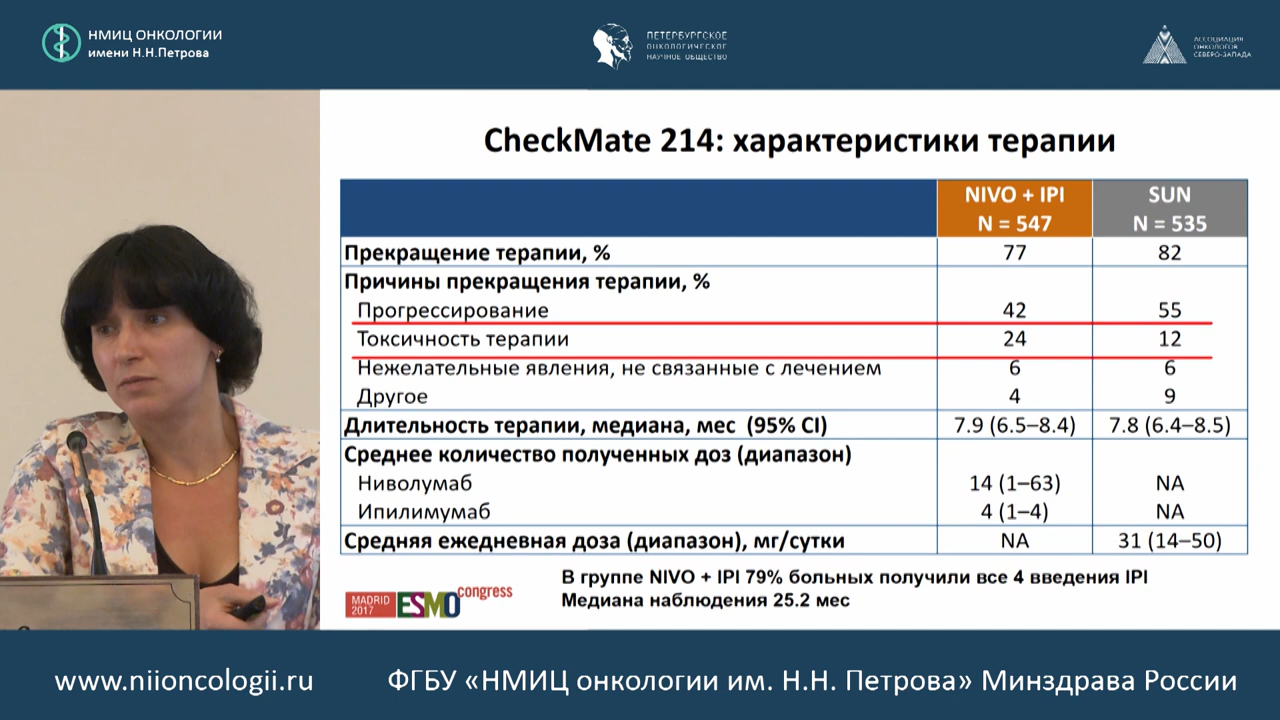 НМИЦ ОНКОЛОГИИ
имени Н.Н.Петрова
ПЕТЕРБУРГСКОЕ
ОНКОЛОГИЧЕСКОЕ
НАУЧНОЕ ОБЩЕСТВО
АССОЦИАЦИЯ
ОНКОЛОГОВ
СЕВЕРО-ЗАПАДА
CheckMate 214: характеристики терапии
NIVO + IPI SUN
N = 547 N = 535
Прекращение терапии, % 77 82
Причины прекращения терапии, %
Прогрессирование 42 55
Токсичность терапии 24 12
Нежелательные явления, не связанные с лечением 6 6
Другое 4 9
Длительность терапии, медиана, мес (95% CI) 7.9 (6.5–8.4) 7.8 (6.4–8.5)
Среднее количество полученных доз (диапазон)
Ниволумаб 14 (1–63) NA
Ипилимумаб 4 (1–4) NA
Средняя ежедневная доза (диапазон), мг/сутки NA 31 (14–50)
MADRID
2017
ESMO congress
В группе NIVO + IPI 79% больных получили все 4 введения IPI
Медиана наблюдения 25.2 мес
www.niioncologii.ru ФГБУ «НМИЦ онкологии им. Н.Н. Петрова» Минздрава России